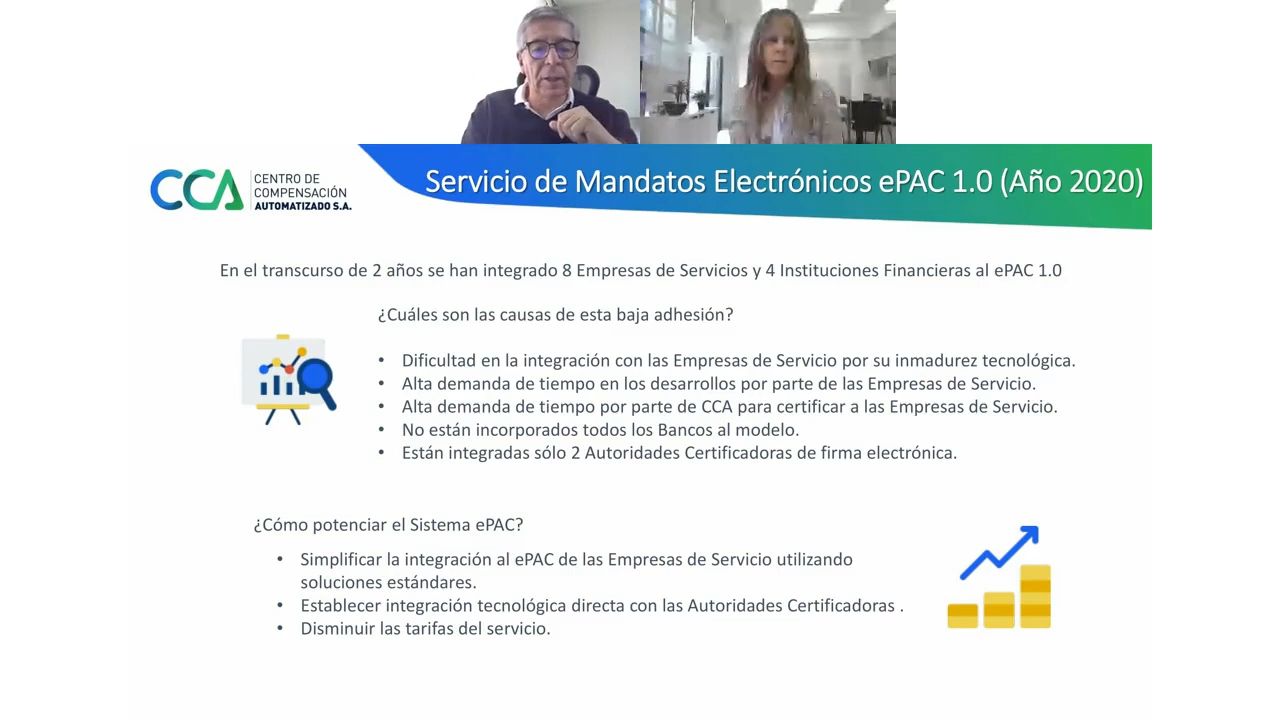 CCA
CENTRO DE
COMPENSACIÓN
AUTOMATIZADO S.A.
Servicio de Mandatos Electrónicos ePAC 1.0 (Año 2020)
En el transcurso de 2 años se han integrado 8 Empresas de Servicios y 4 Instituciones Financieras al ePAC 1.0
¿Cuáles son las causas de esta baja adhesión?
• Dificultad en la integración con las Empresas de Servicio por su inmadurez tecnológica.
• Alta demanda de tiempo en los desarrollos por parte de las Empresas de Servicio.
• Alta demanda de tiempo por parte de CCA para certificar a las Empresas de Servicio.
• No están incorporados todos los Bancos al modelo.
• Están integradas sólo 2 Autoridades Certificadoras de firma electrónica.
¿Cómo potenciar el Sistema ePAC?
• Simplificar la integración al ePAC de las Empresas de Servicio utilizando
soluciones estándares.
• Establecer integración tecnológica directa con las Autoridades Certificadoras .
• Disminuir las tarifas del servicio.